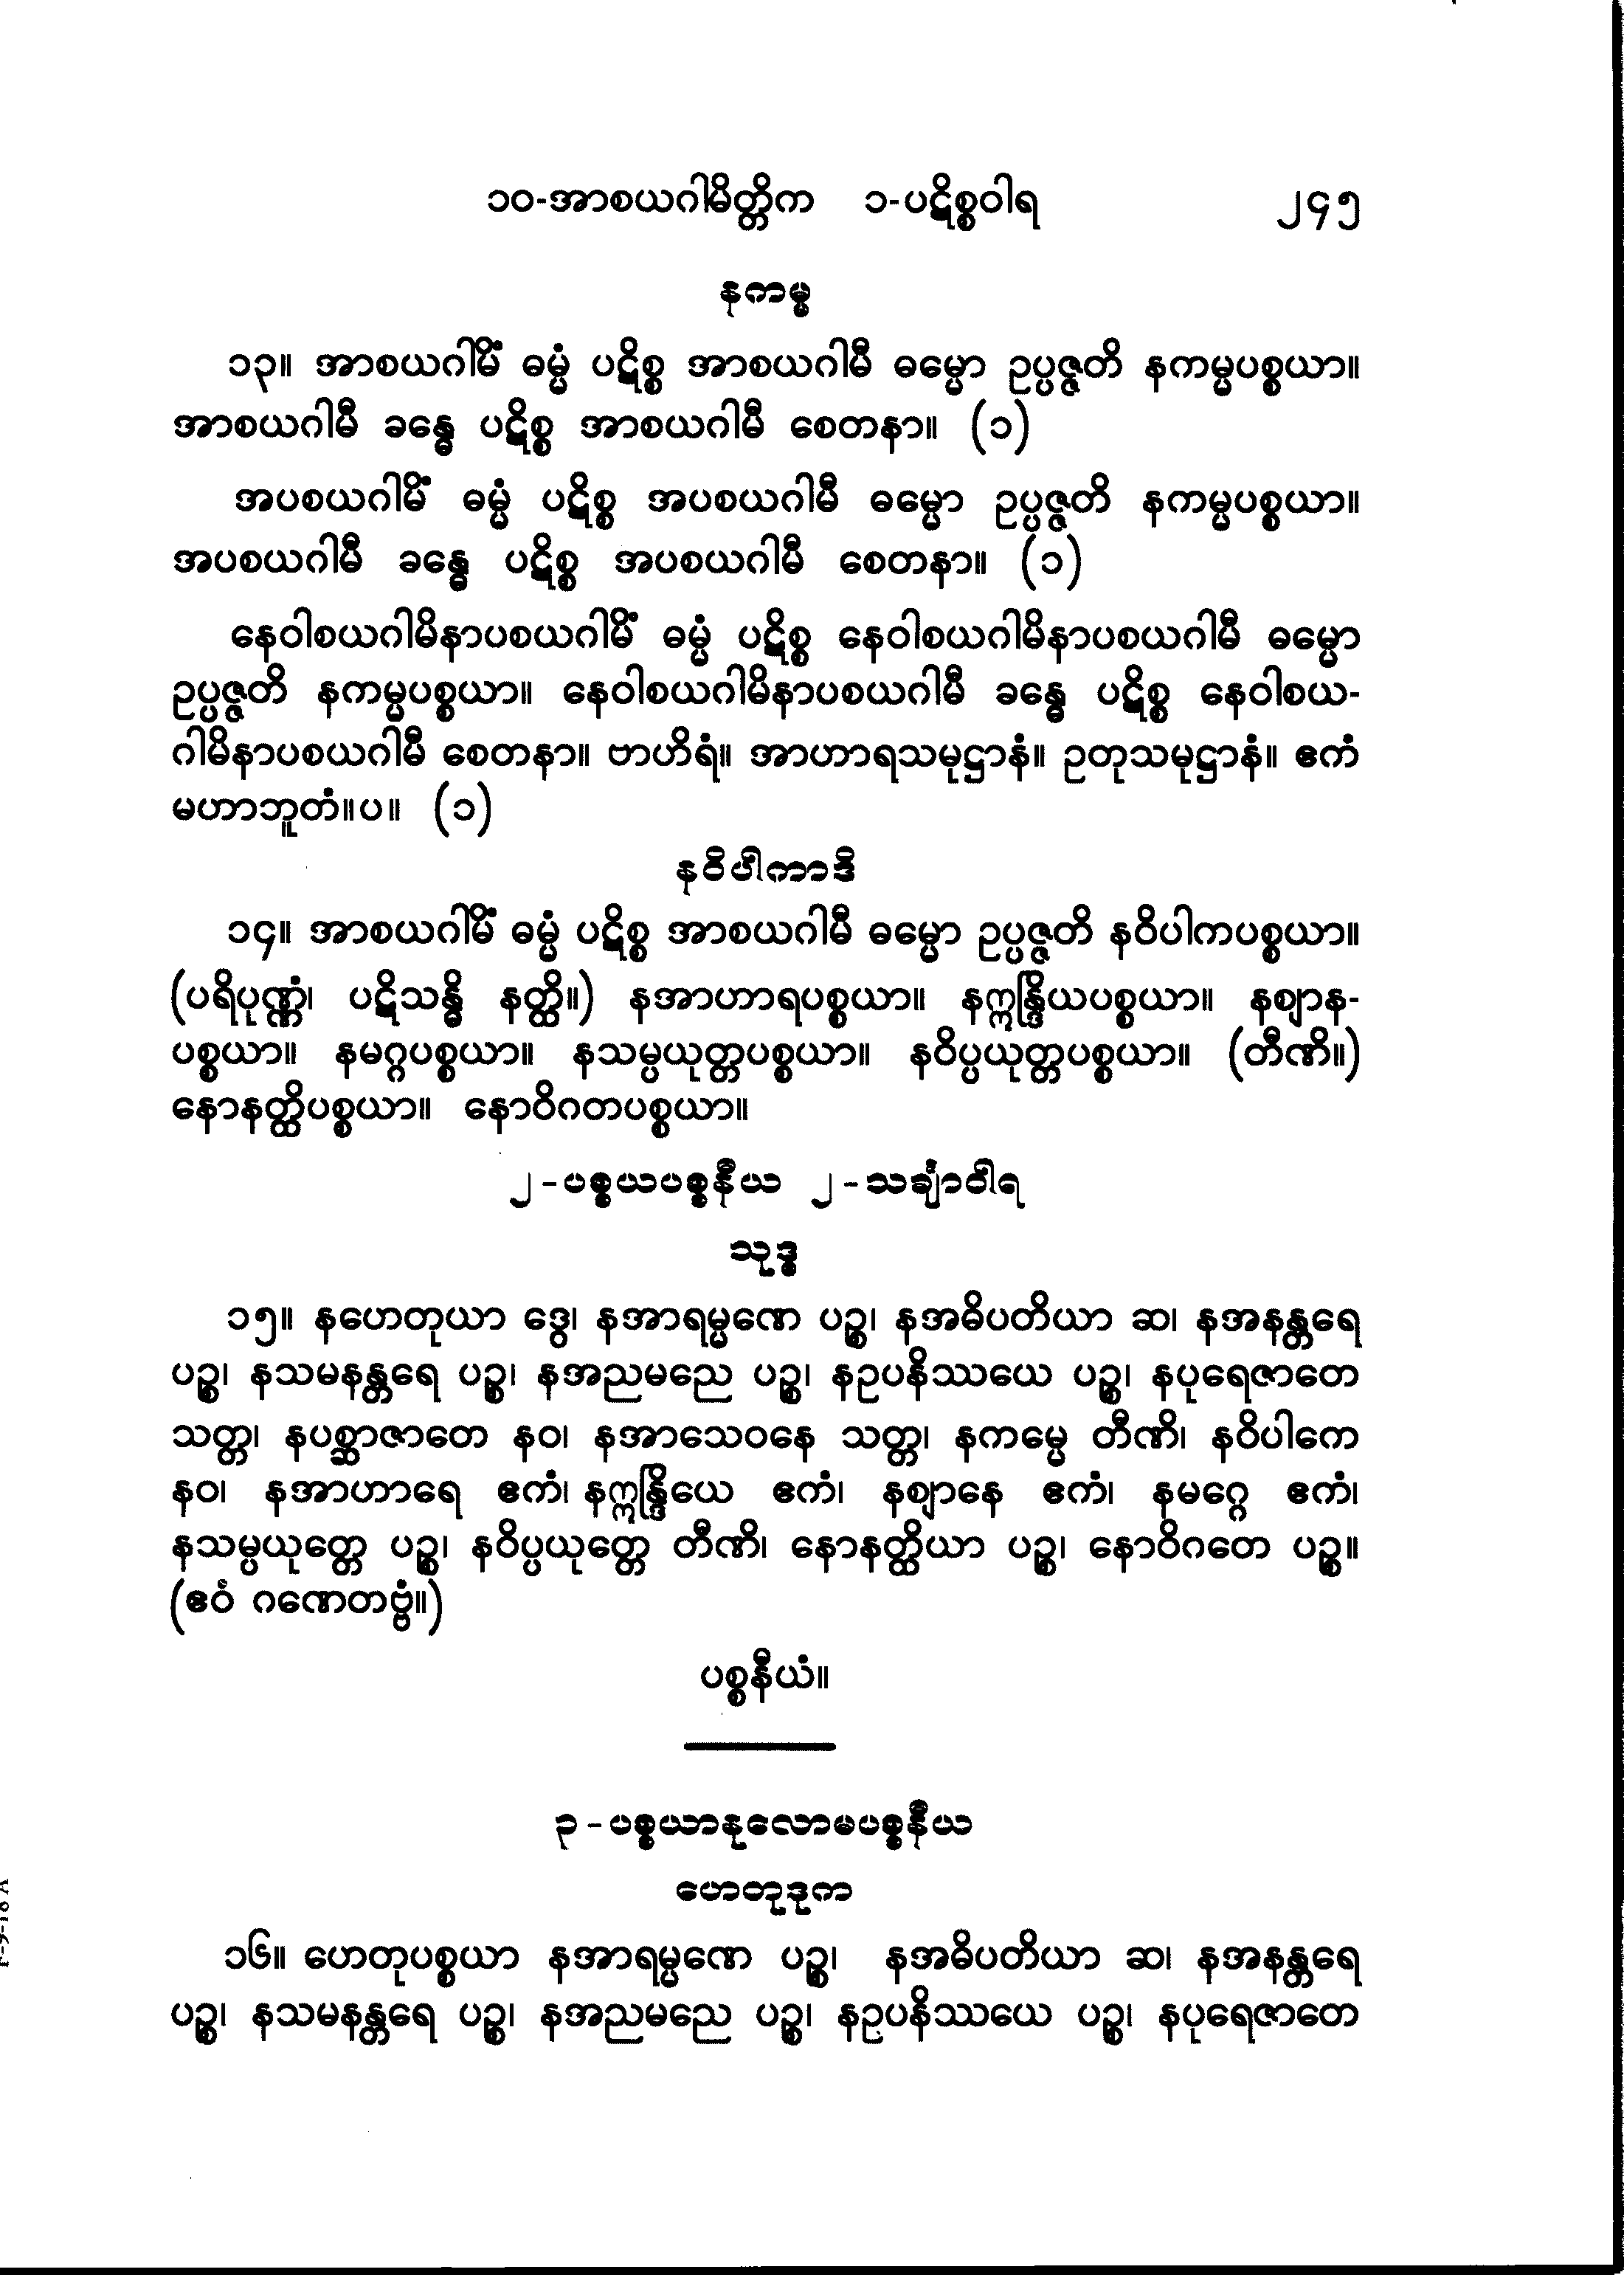 ၁၀-အာစယဂါမိတ္တိက ၁-ပဋိစ္စဝါရ ၂၄၅
နကမ္မ
၁၃။ အာစယဂါမိံ ဓမ္မံ ပဋိစ္စ အာစယဂါမီ ဓမ္မော ဥပ္ပဇ္ဇတိ နကမ္မပစ္စယာ။
အာစယဂါမီ ခန္ဓေ ပဋိစ္စ အာစယဂါမီ စေတနာ။ (၁)
အပစယဂါမိံ ဓမ္မံ ပဋိစ္စ အပစယဂါမီ ဓမ္မော ဥပ္ပဇ္ဇတိ နကမ္မပစ္စယာ။
အပစယဂါမီ ခန္ဓေ ပဋိစ္စ အပစယဂါမီ စေတနာ။ (၁)
နေဝါစယဂါမိနာပစယဂါမိံ ဓမ္မံ ပဋိစ္စ နေဝါစယဂါမိနာပစယဂါမီ ဓမ္မော
ဥပ္ပဇ္ဇတိ နကမ္မပစ္စယာ။ နေဝါစယဂါမိနာပစယဂါမီ ခန္ဓေ ပဋိစ္စ နေဝါစယ-
ဂါမိနာပစယဂါမီ စေတနာ။ ဗာဟိရံ။ အာဟာရသမုဋ္ဌာနံ။ ဥတုသမုဋ္ဌာနံ။ ဧကံ
မဟာဘူတံ။ပ။ (၁)
နဝိပါကာဒိ
၁၄။ အာစယဂါမိံ ဓမ္မံ ပဋိစ္စ အာစယဂါမီ ဓမ္မော ဥပ္ပဇ္ဇတိ နဝိပါကပစ္စယာ။
(ပရိပုဏ္ဏံ၊ ပဋိသန္ဓိ နတ္ထိ။) နအာဟာရပစ္စယာ။ နဣန္ဒြိယပစ္စယာ။ နဈာန-
ပစ္စယာ။ နမဂ္ဂပစ္စယာ။ နသမ္ပယုတ္တပစ္စယာ။ နဝိပ္ပယုတ္တပစ္စယာ။ (တီဏိ။)
နောနတ္ထိပစ္စယာ။ နောဝိဂတပစ္စယာ။
၂-ပစ္စယပစ္စနီယ ၂-သင်္ချာဝါရ
သုဒ္ဓ
၁၅။ နဟေတုယာ ဒွေ၊ နအာရမ္မဏေ ပဉ္စ၊ နအဓိပတိယာ ဆ၊ နအနန္တရေ
ပဉ္စ၊ နသမနန္တရေ ပဉ္စ၊ နအညမညေ ပဉ္စ၊ နဥပနိဿယေ ပဉ္စ၊ နပုရေဇာတေ
သတ္တ၊ နပစ္ဆာဇာတေ နဝ၊ နအာသေဝနေ သတ္တ၊ နကမ္မေ တီဏိ၊ နဝိပါကေ
နဝ၊ နအာဟာရေ ဧကံ၊ နဣန္ဒြိယေ ဧကံ၊ နဈာနေ ဧကံ၊ နမဂ္ဂေ ဧကံ၊
နသမ္ပယုတ္တေ ပဉ္စ၊ နဝိပ္ပယုတ္တေ တီဏိ၊ နောနတ္ထိယာ ပဉ္စ၊ နောဝိဂတေ ပဉ္စ။
(ဧဝံ ဂဏေတဗ္ဗံ။)
ပစ္စနီယံ။
၃-ပစ္စယာနုလောမပစ္စနီယ
ဟေတုဒုက
၁၆။ ဟေတုပစ္စယာ နအာရမ္မဏေ ပဉ္စ၊ နအဓိပတိယာ ဆ၊ နအနန္တရေ
ပဉ္စ၊ နသမနန္တရေ ပဉ္စ၊ နအညမညေ ပဉ္စ၊ နဥပနိဿယေ ပဉ္စ၊ နပုရေဇာတေ